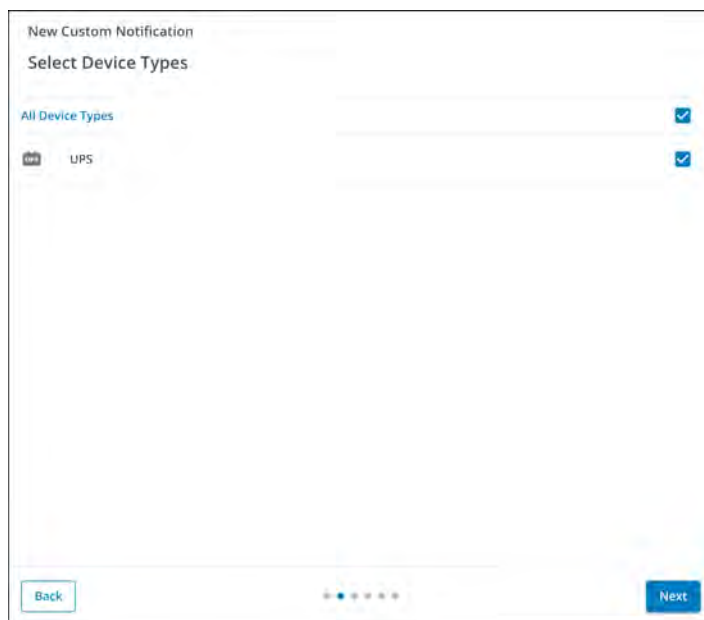 New Custom Notification
Select Device Types
All Device Types
UPS
Back
Next